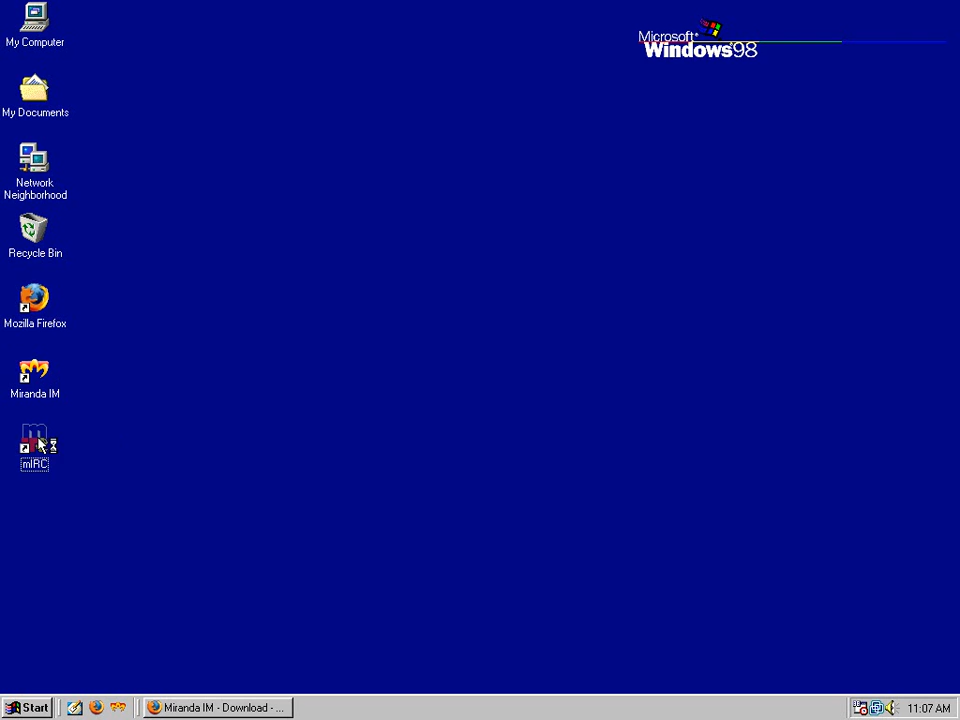 My Computer
Microsoft
Windows98
My Documents
Network
Neighborhood
Recycle Bin
Mozilla Firefox
Miranda IM
mIRC
Start
Miranda IM - Download - ...
11:07 AM